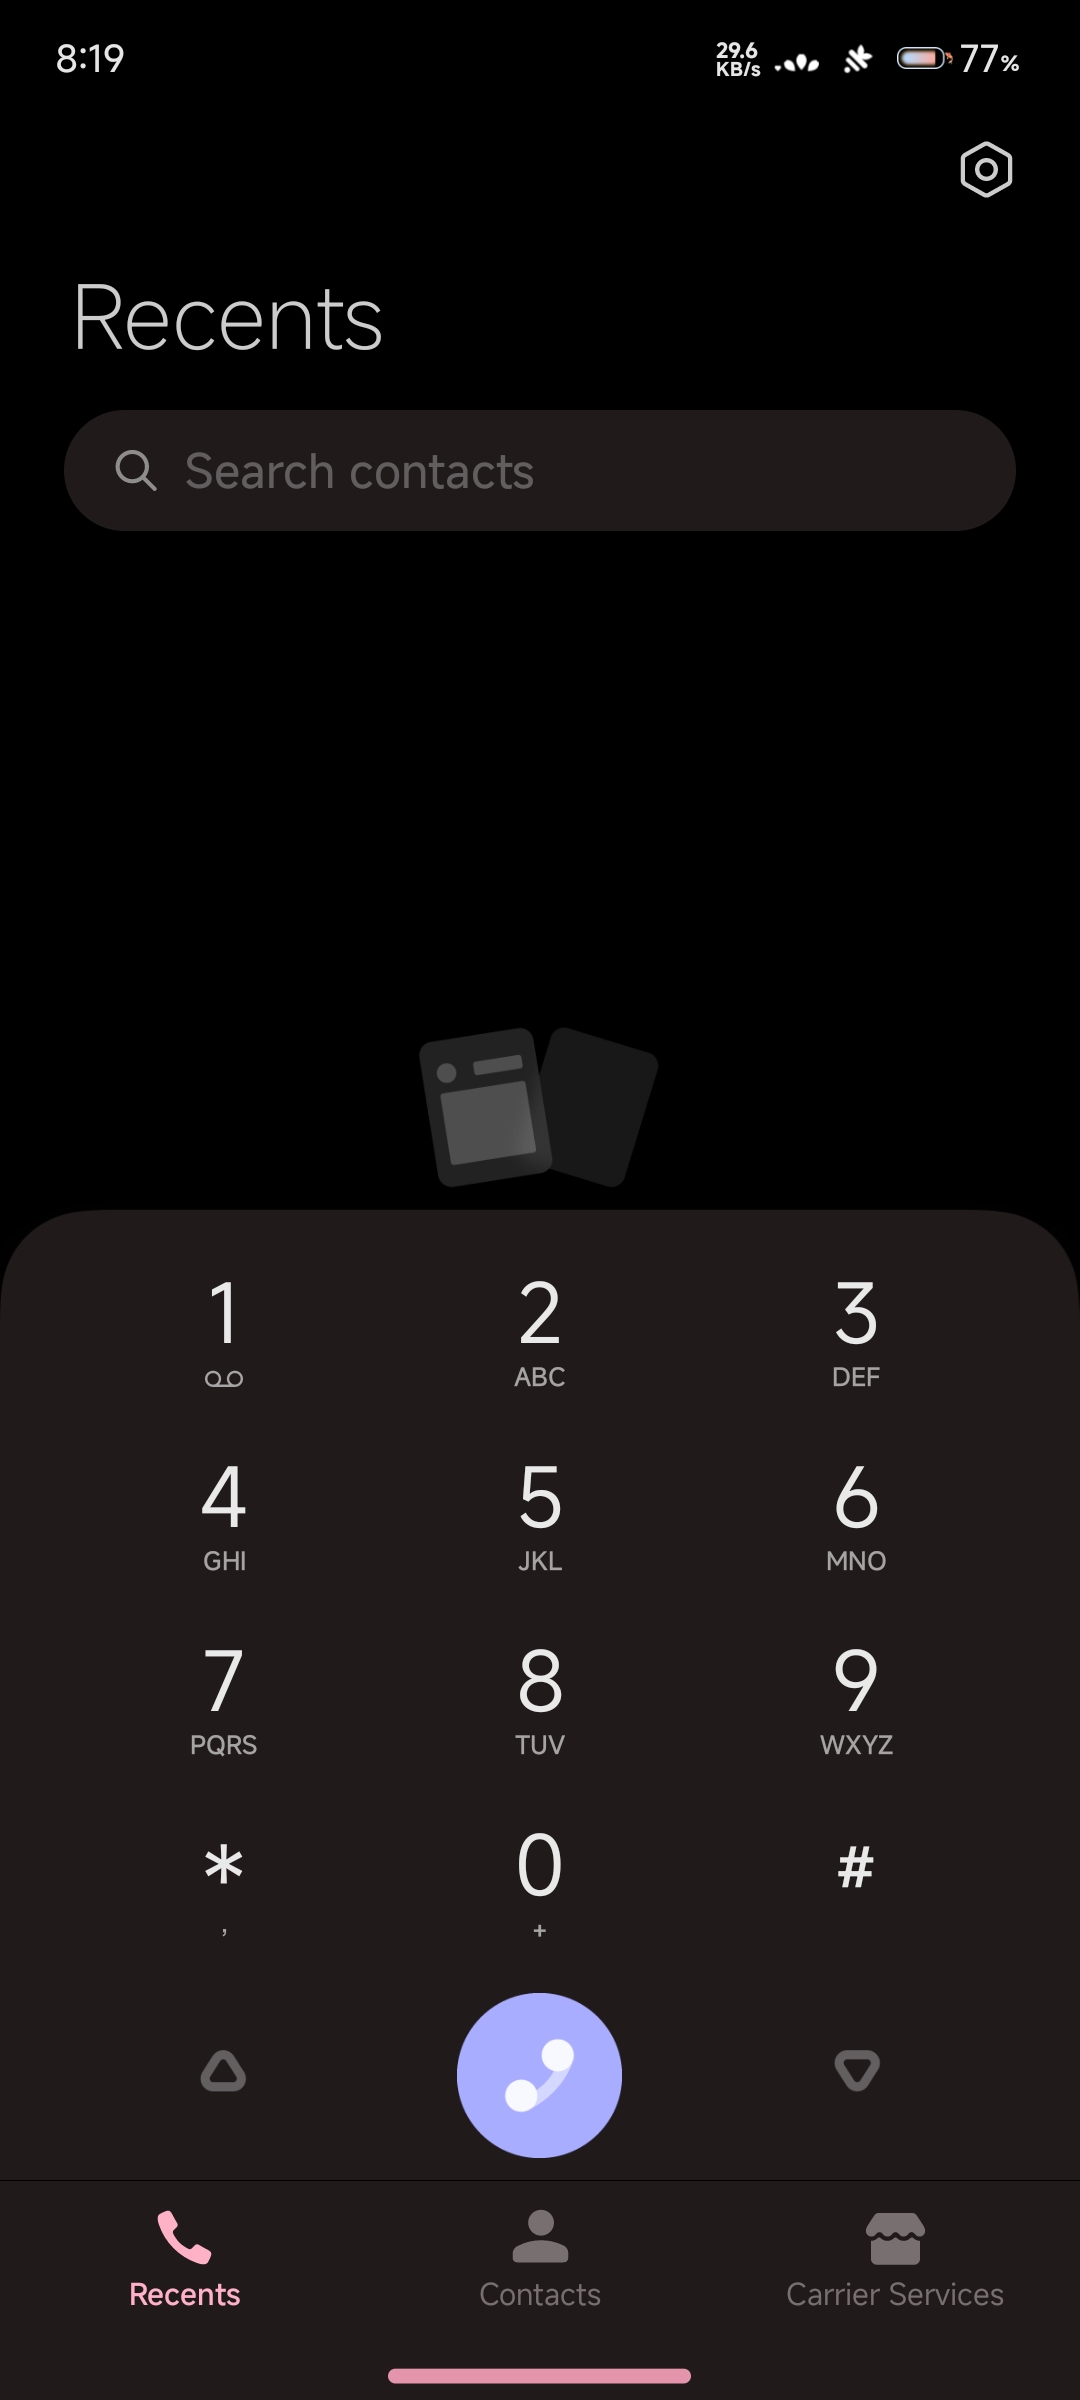 8:19 29.6 KB/s 77%
Recents
Search contacts
1 2 3
ABC DEF
4 5 6
GHI JKL MNO
7 8 9
PQRS TUV WXYZ
* 0 #
, +
Recents Contacts Carrier Services